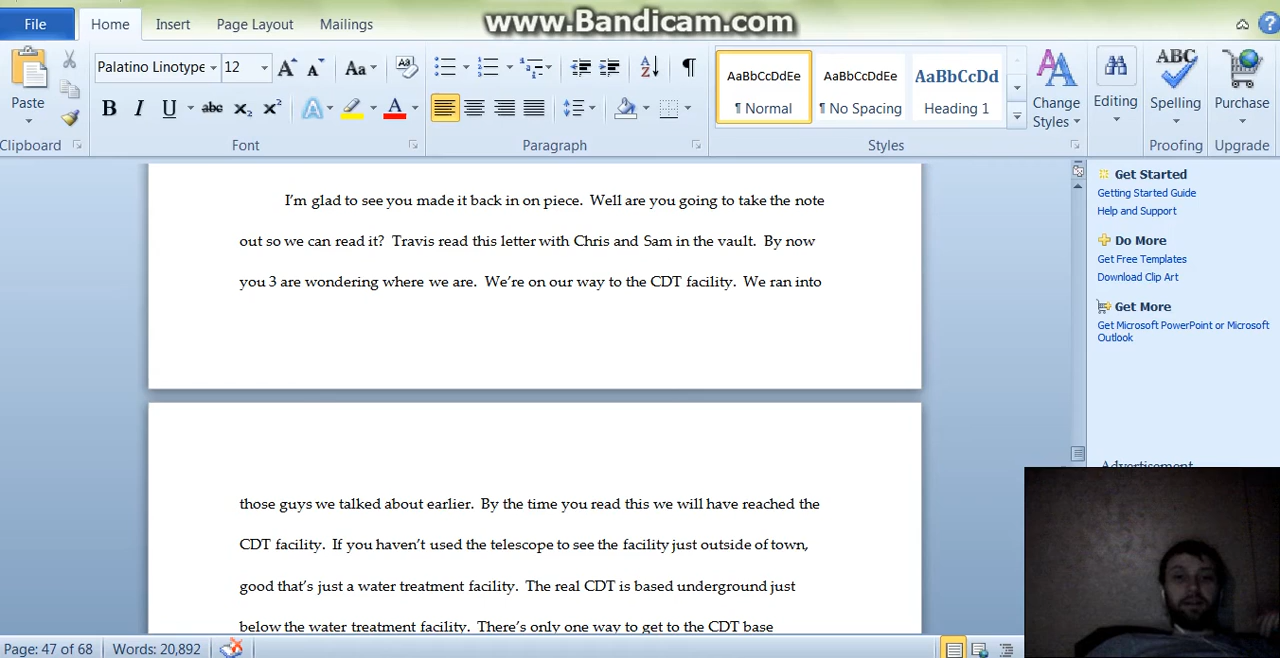 www.Bandicam.com
File Home Insert Page Layout Mailings
Palatino Linotype 12 Aa AaBbCcDdEe AaBbCcDdEe AaBbCcDd ABC
Paste B I U abc X₂ X² A A ¶ Normal ¶ No Spacing Heading 1 Change Styles Editing Spelling Purchase
Clipboard Font Paragraph Styles Proofing Upgrade
I'm glad to see you made it back in on piece. Well are you going to take the note
out so we can read it? Travis read this letter with Chris and Sam in the vault. By now
you 3 are wondering where we are. We're on our way to the CDT facility. We ran into
those guys we talked about earlier. By the time you read this we will have reached the
CDT facility. If you haven't used the telescope to see the facility just outside of town,
good that's just a water treatment facility. The real CDT is based underground just
below the water treatment facility. There's only one way to get to the CDT base
Get Started
Getting Started Guide
Help and Support
Do More
Get Free Templates
Download Clip Art
Get More
Get Microsoft PowerPoint or Microsoft
Outlook
Advertisement
Page: 47 of 68 Words: 20,892